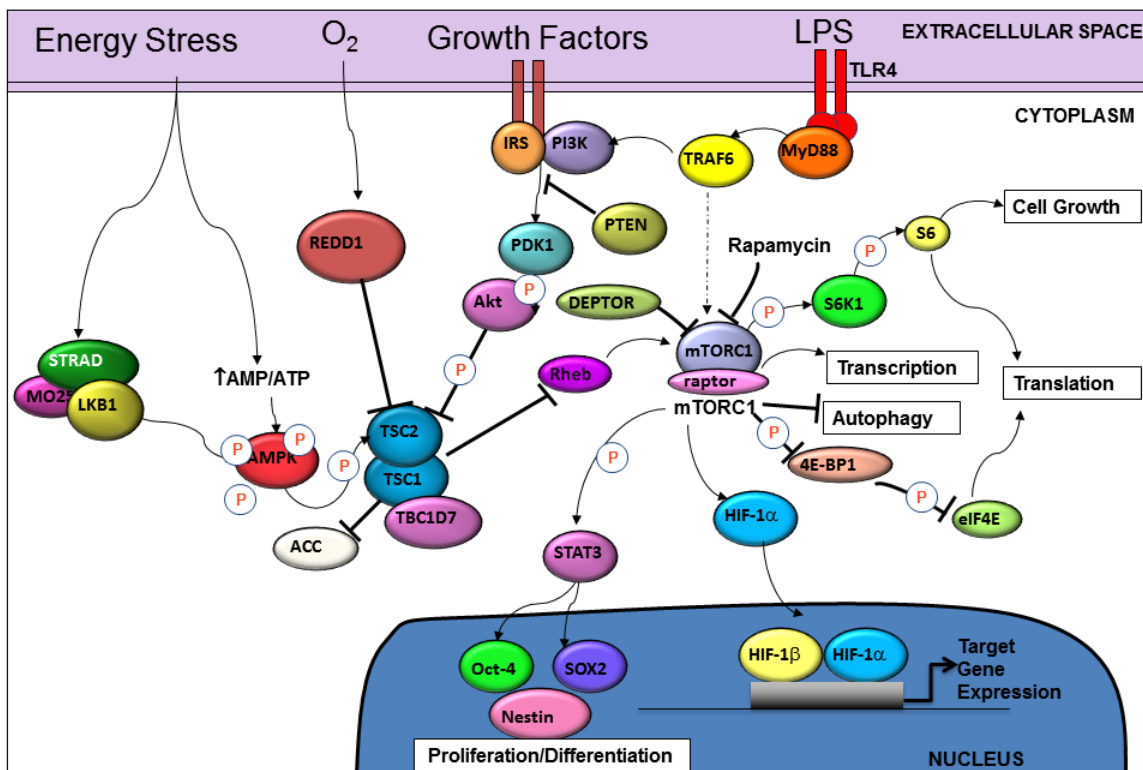 Energy Stress
O2
Growth Factors
LPS
EXTRACELLULAR SPACE
TLR4
CYTOPLASM
IRS
PI3K
TRAF6
MyD88
PTEN
PDK1
REDD1
Rapamycin
S6
Cell Growth
P
P
Akt
DEPTOR
S6K1
P
mTORC1
raptor
mTORC1
Rheb
P
Transcription
Translation
Autophagy
STRAD
MO25
LKB1
↑AMP/ATP
P
P
AMPK
P
P
TSC2
TSC1
TBC1D7
ACC
P
P
4E-BP1
P
eIF4E
HIF-1α
STAT3
Oct-4
SOX2
Nestin
Proliferation/Differentiation
HIF-1β
HIF-1α
Target
Gene
Expression
NUCLEUS